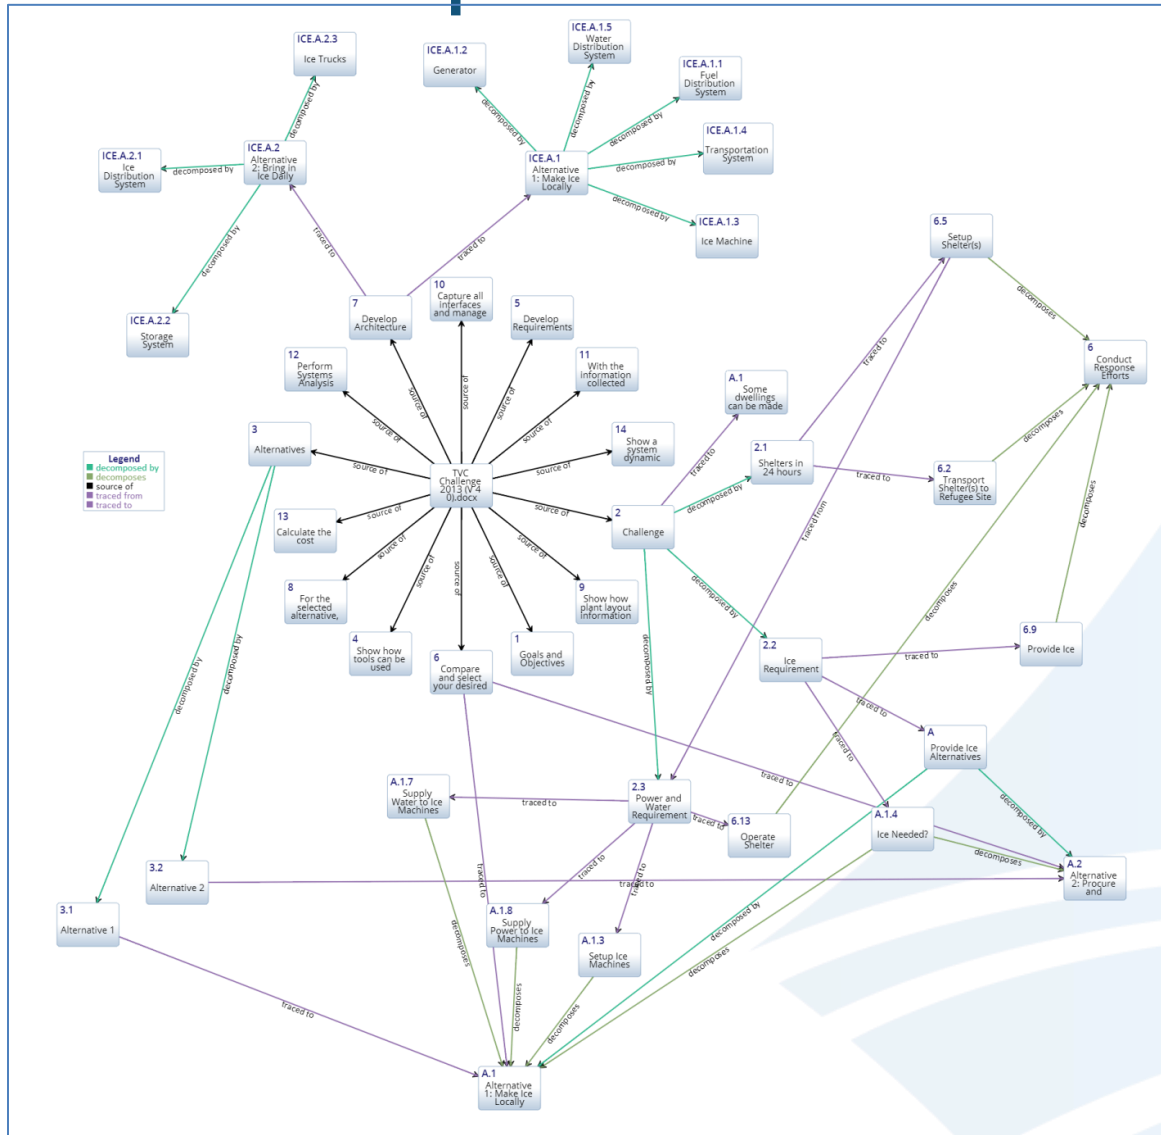 ICE.A.2.3
Ice Trucks
ICE.A.1.2
Generator
ICE.A.1.5
Water
Distribution
System
ICE.A.1.1
Fuel
Distribution
System
ICE.A.1.4
Transportation
System
ICE.A.1.3
Ice Machine
ICE.A.1
Alternative
1: Make Ice
Locally
ICE.A.2
Alternative
2: Bring in
Ice Daily
ICE.A.2.1
Ice
Distribution
System
ICE.A.2.2
Storage
System
decomposed by
decomposed by
decomposed by
decomposed by
decomposed by
decomposed by
decomposed by
decomposed by
traced to
traced to
7
Develop
Architecture
10
Capture all
interfaces
and manage
5
Develop
Requirements
12
Perform
Systems
Analysis
11
With the
information
collected
3
Alternatives
14
Show a
system
dynamic
TVC
Challenge
2013 (V 4
0).docx
13
Calculate the
cost
2
Challenge
8
For the
selected
alternative,
9
Show how
plant layout
information
4
Show how
tools can be
used
6
Compare
and select
your desired
1
Goals and
Objectives
source of
source of
source of
source of
source of
source of
source of
source of
source of
source of
source of
source of
source of
source of
Legend
decomposed by
decomposes
source of
traced from
traced to
6.5
Setup
Shelter(s)
6
Conduct
Response
Efforts
A.1
Some
dwellings
can be made
2.1
Shelters in
24 hours
6.2
Transport
Shelter(s) to
Refugee Site
6.9
Provide Ice
2.2
Ice
Requirement
A
Provide Ice
Alternatives
traced to
decomposed by
traced to
traced to
decomposes
decomposes
decomposes
decomposes
traced from
decomposed by
decomposed by
traced to
traced to
traced to
traced to
decomposed by
decomposed by
decomposed by
A.1.7
Supply
Water to Ice
Machines
2.3
Power and
Water
Requirement
6.13
Operate
Shelter
A.1.4
Ice Needed?
A.2
Alternative
2: Procure
and
3.2
Alternative 2
3.1
Alternative 1
A.1.8
Supply
Power to Ice
Machines
A.1.3
Setup Ice
Machines
A.1
Alternative
1: Make Ice
Locally
traced to
traced to
traced to
traced to
traced to
traced to
traced to
decomposes
decomposes
decomposes
decomposes
decomposes
decomposed by